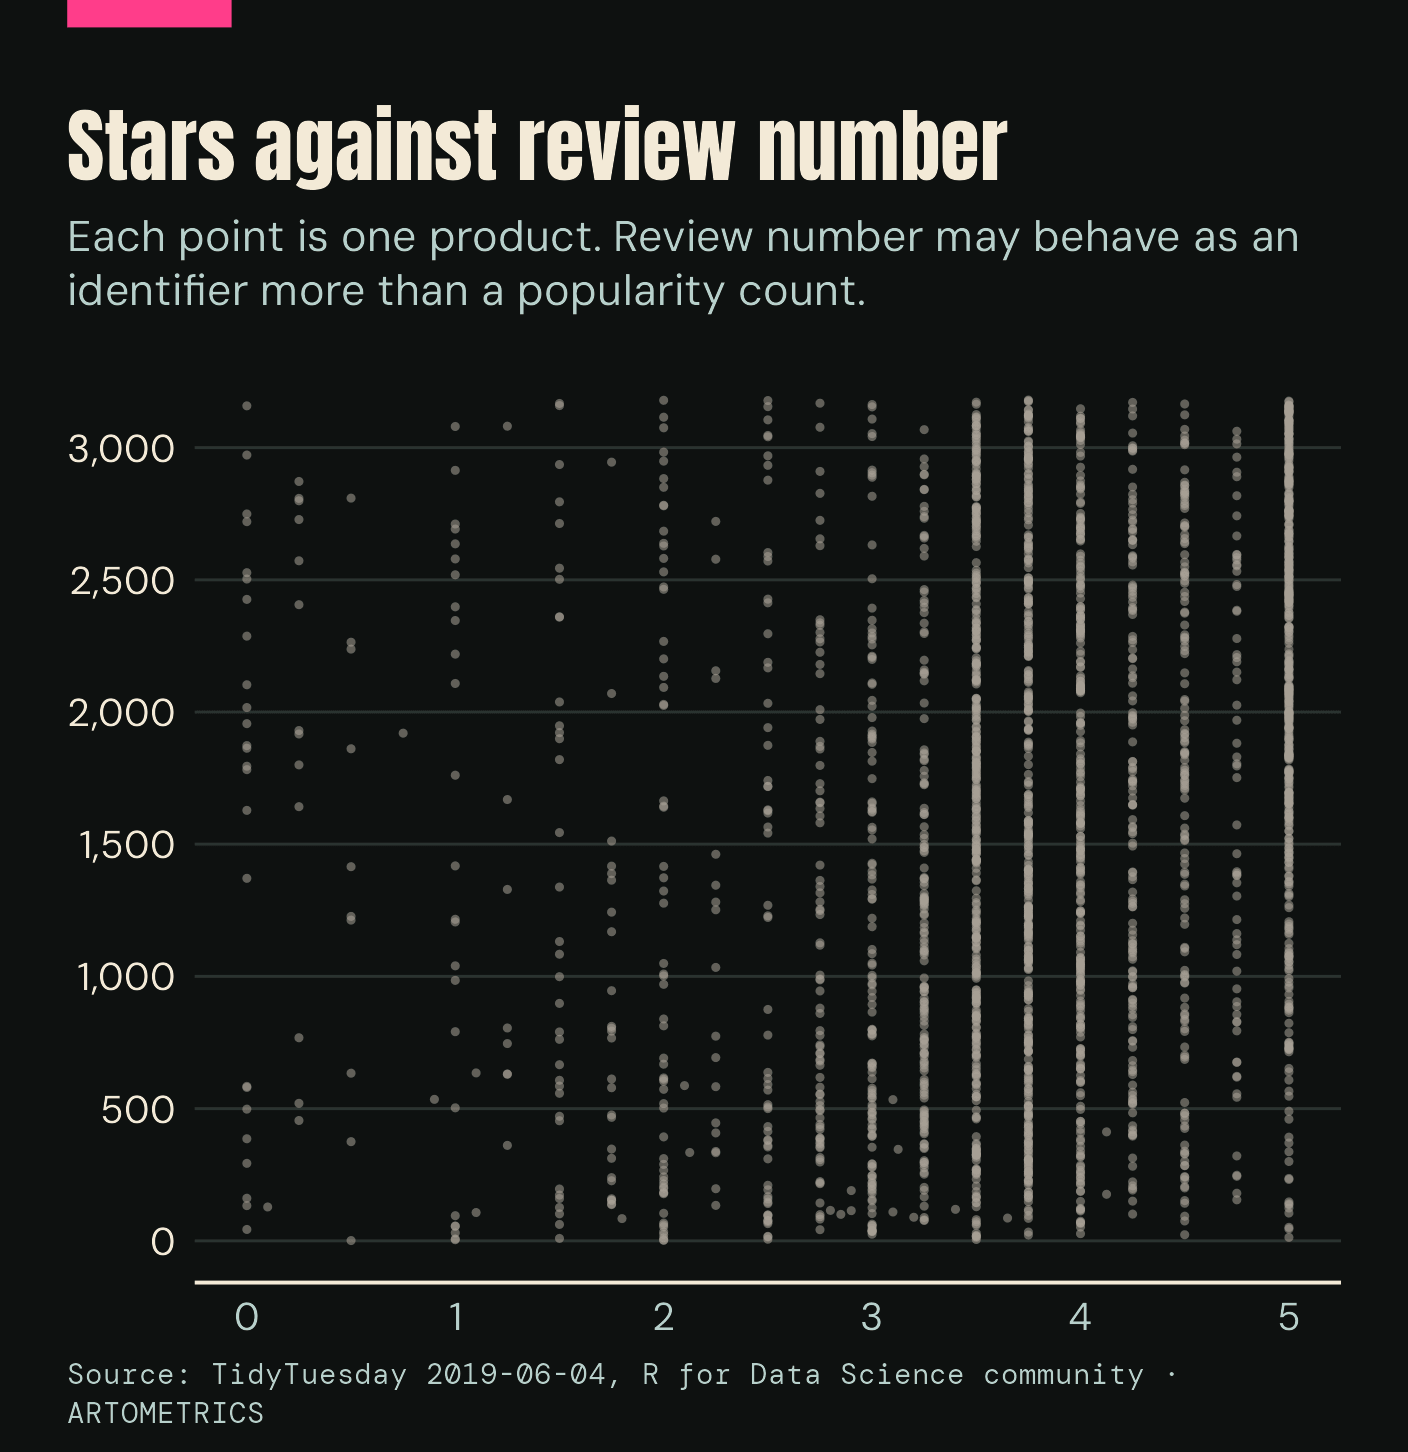 Stars against review number
Each point is one product. Review number may behave as an
identifier more than a popularity count.
3,000
2,500
2,000
1,500
1,000
500
0
0 1 2 3 4 5
Source: TidyTuesday 2019-06-04, R for Data Science community ·
ARTOMETRICS